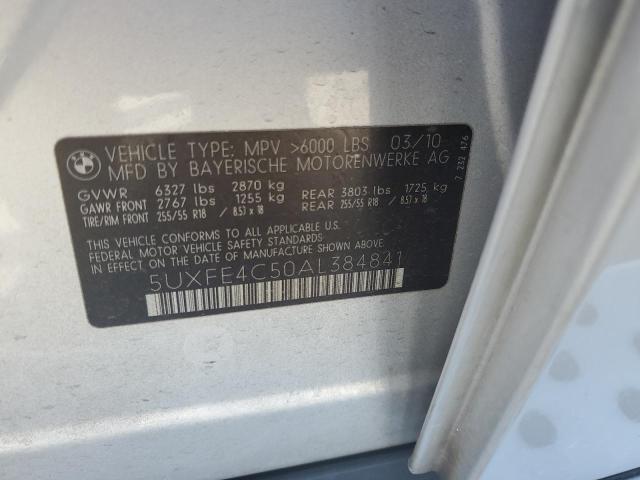 VEHICLE TYPE: MPV >6000 LBS 03/10
MFD BY BAYERISCHE MOTORENWERKE AG
GVWR 6327 lbs 2870 kg
GAWR FRONT 2767 lbs 1255 kg REAR 3803 lbs 1725 kg
TIRE/RIM FRONT 255/55 R18 / 8.5J x 18 REAR 255/55 R18 / 8.5J x 18
THIS VEHICLE CONFORMS TO ALL APPLICABLE U.S.
FEDERAL MOTOR VEHICLE SAFETY STANDARDS IN
EFFECT ON THE DATE OF MANUFACTURE SHOWN ABOVE.
5UXFE4C50AL384841
7 232 476